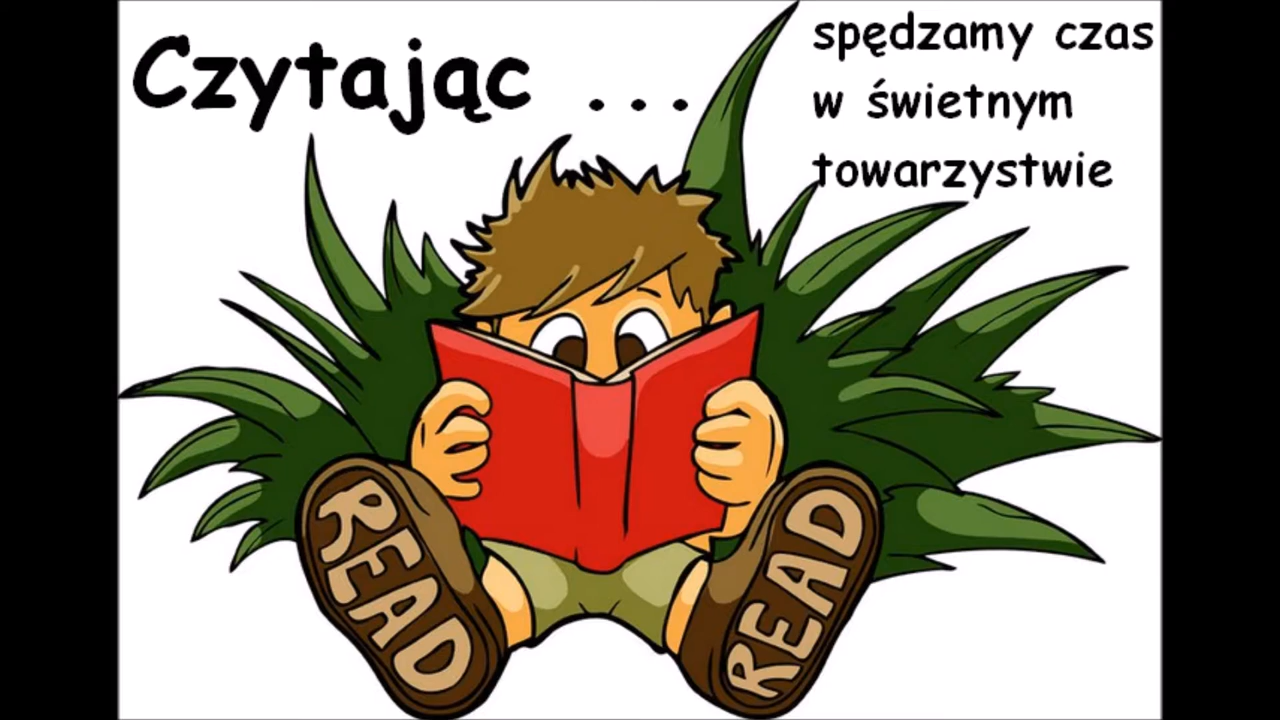 Czytając ...
spędzamy czas
w świetnym
towarzystwie
READ
READ